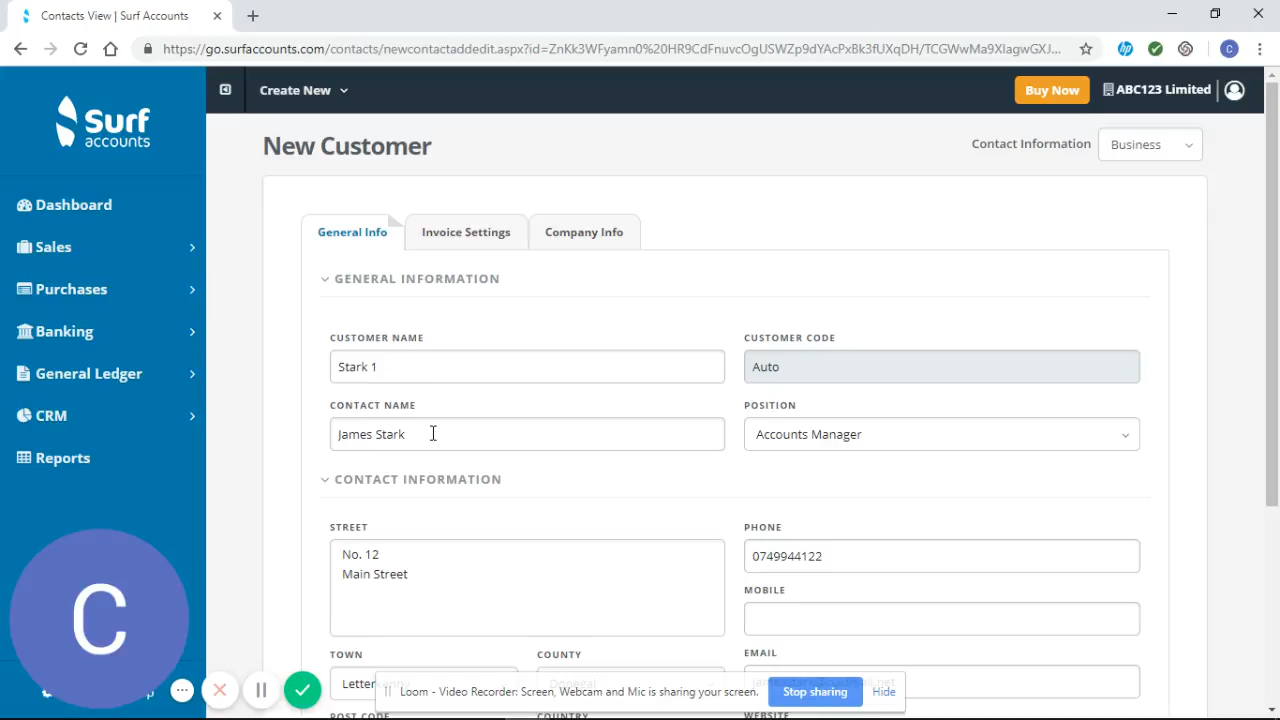 Contacts View | Surf Accounts
https://go.surfaccounts.com/contacts/newcontactaddedit.aspx?id=ZnKk3WFyamn0%20HR9CdFnuvcOgUSWZp9dYAcPxBk3fUXqDH/TCGWwMa9XIagwGXJ...
hp
C
Create New
Buy Now
ABC123 Limited
Surf
accounts
New Customer
Contact Information
Business
Dashboard
Sales
Purchases
Banking
General Ledger
CRM
Reports
General Info
Invoice Settings
Company Info
GENERAL INFORMATION
CUSTOMER NAME
CUSTOMER CODE
Stark 1
Auto
CONTACT NAME
POSITION
James Stark
Accounts Manager
CONTACT INFORMATION
STREET
PHONE
No. 12
Main Street
0749944122
MOBILE
TOWN
COUNTY
EMAIL
Donegal
C
Loom - Video Recorder: Screen, Webcam and Mic is sharing your screen.
Stop sharing
Hide
POST CODE
COUNTRY
WEBSITE